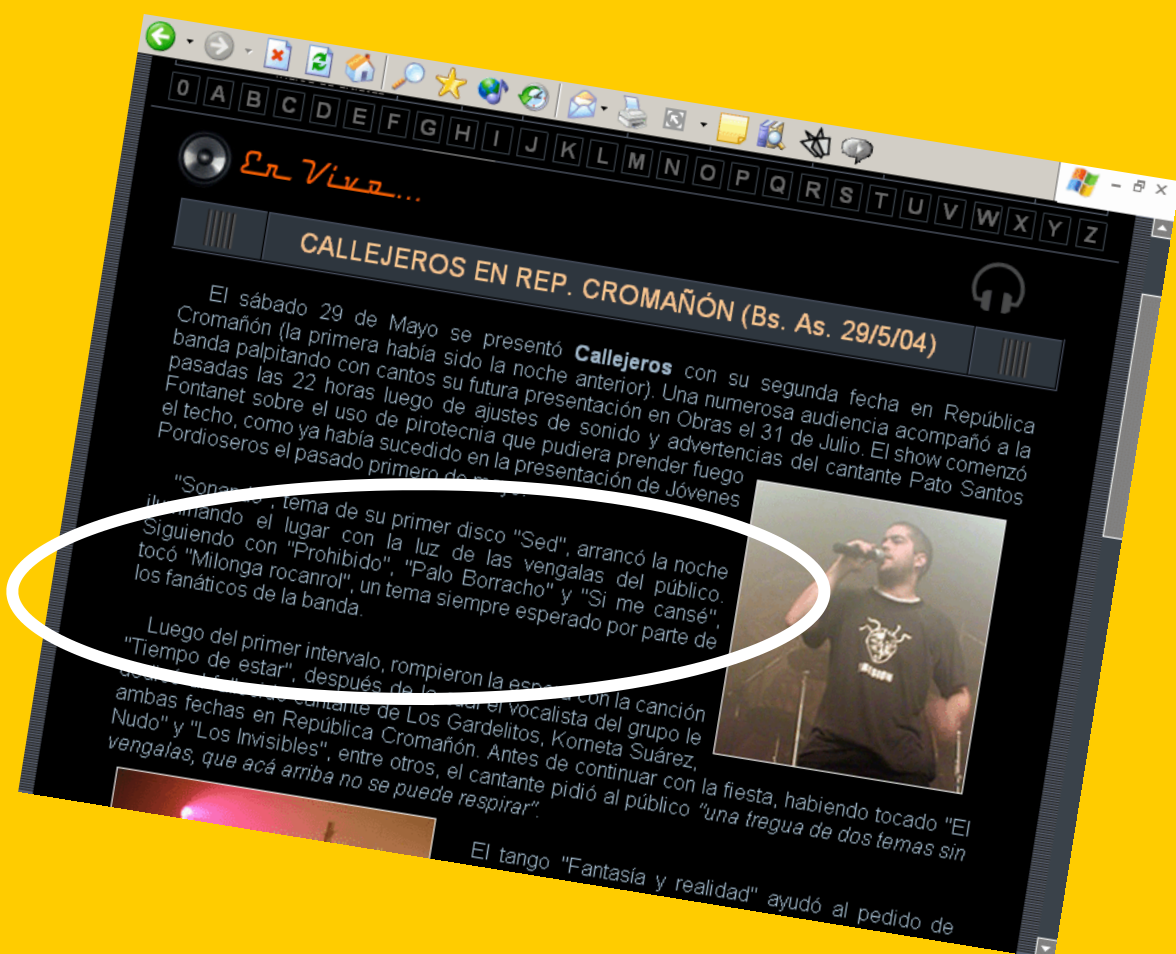 0 A B C D E F G H I J K L M N O P Q R S T U V W X Y Z
En Vivo...
CALLEJEROS EN REP. CROMAÑÓN (Bs. As. 29/5/04)
El sábado 29 de Mayo se presentó Callejeros con su segunda fecha en República
Cromañón (la primera había sido la noche anterior). Una numerosa audiencia acompañó a la
banda palpitando con cantos su futura presentación en Obras el 31 de Julio. El show comenzó
pasadas las 22 horas luego de ajustes de sonido y advertencias del cantante Pato Santos
Fontanet sobre el uso de pirotecnia que pudiera prender fuego
el techo, como ya había sucedido en la presentación de Jóvenes
Pordioseros el pasado primero de mayo.
"Sonando", tema de su primer disco "Sed", arrancó la noche
iluminando el lugar con la luz de las vengalas del público.
Siguiendo con "Prohibido", "Palo Borracho" y "Si me cansé",
tocó "Milonga rocanrol", un tema siempre esperado por parte de
los fanáticos de la banda.
Luego del primer intervalo, rompieron la espera con la canción
"Tiempo de estar", después de la cual el vocalista del grupo le
cantante de Los Gardelitos, Korneta Suárez,
ambas fechas en República Cromañón. Antes de continuar con la fiesta, habiendo tocado "El
Nudo" y "Los Invisibles", entre otros, el cantante pidió al público "una tregua de dos temas sin
vengalas, que acá arriba no se puede respirar".
El tango "Fantasía y realidad" ayudó al pedido de